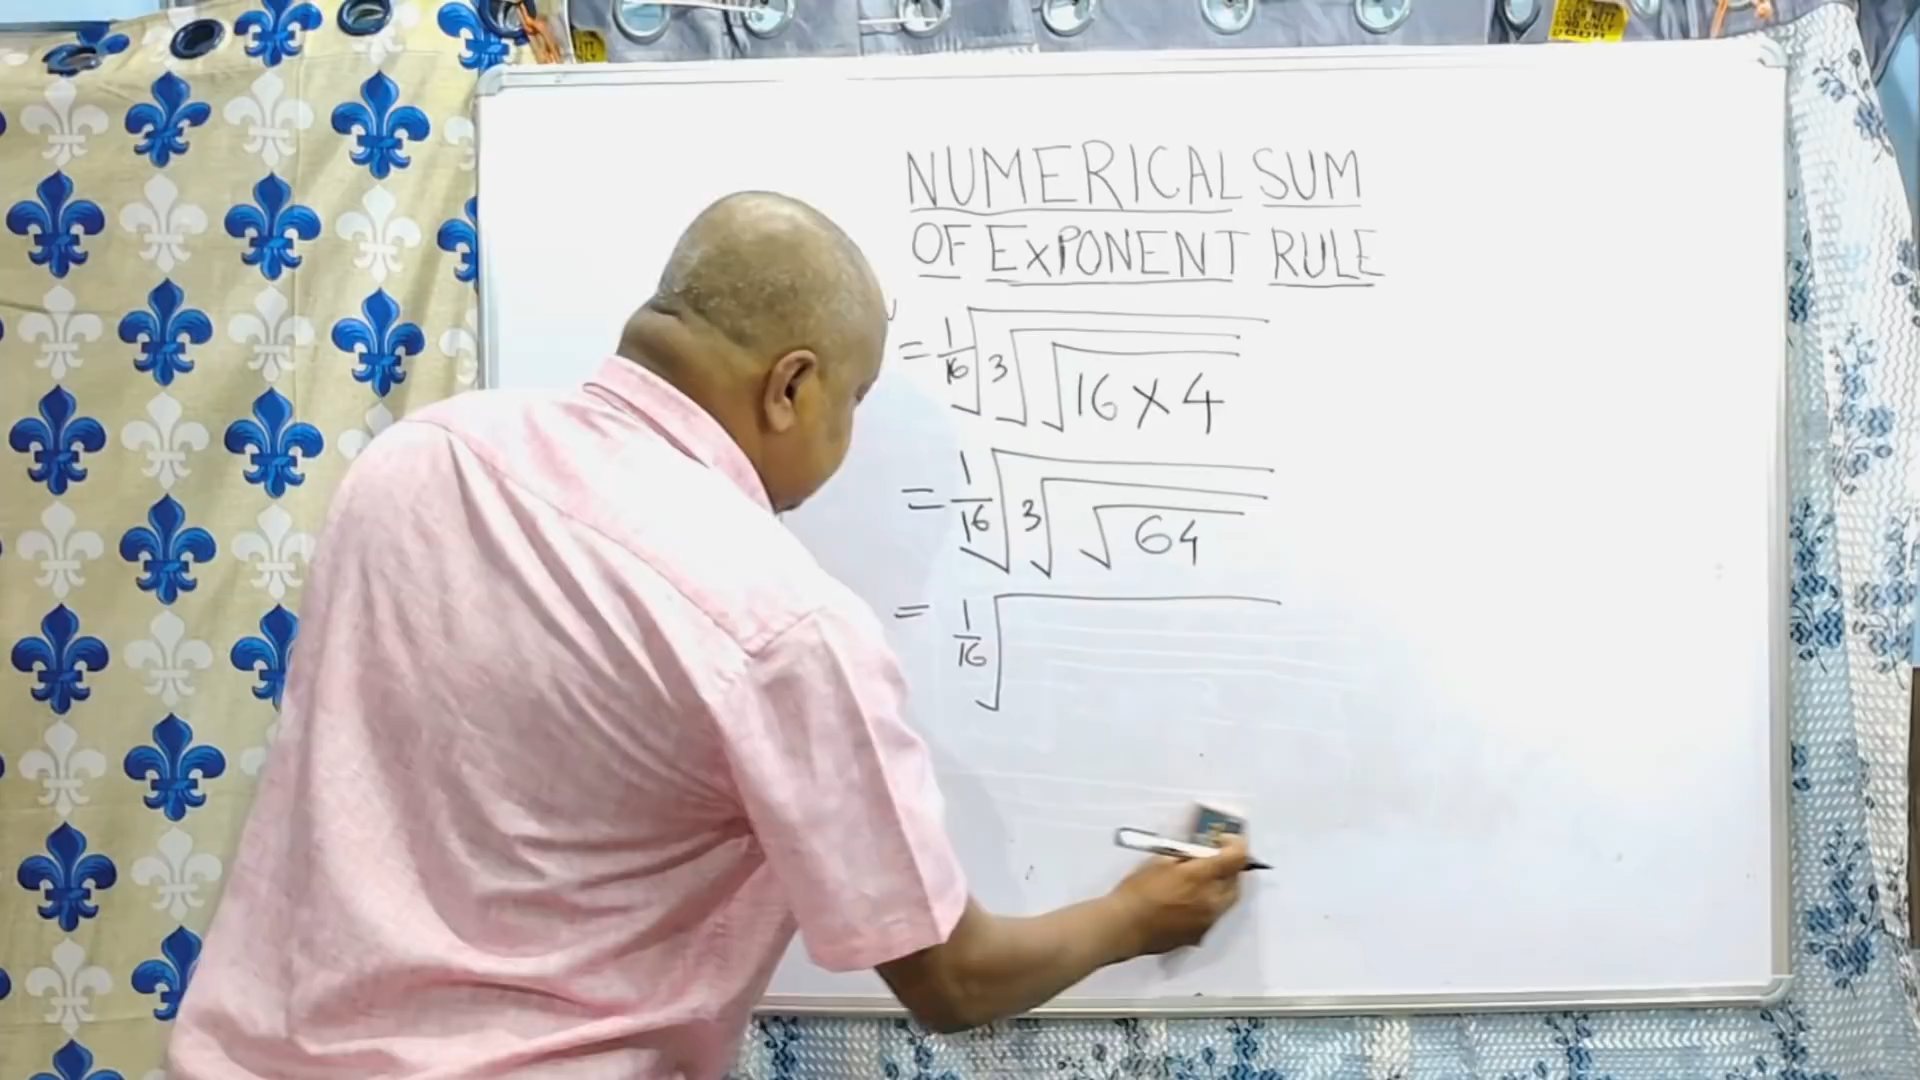 NUMERICAL SUM
OF EXPONENT RULE
= 1/16 √ 3 √ √ 16 × 4
= 1/16 √ 3 √ √ 64
= 1/16 √